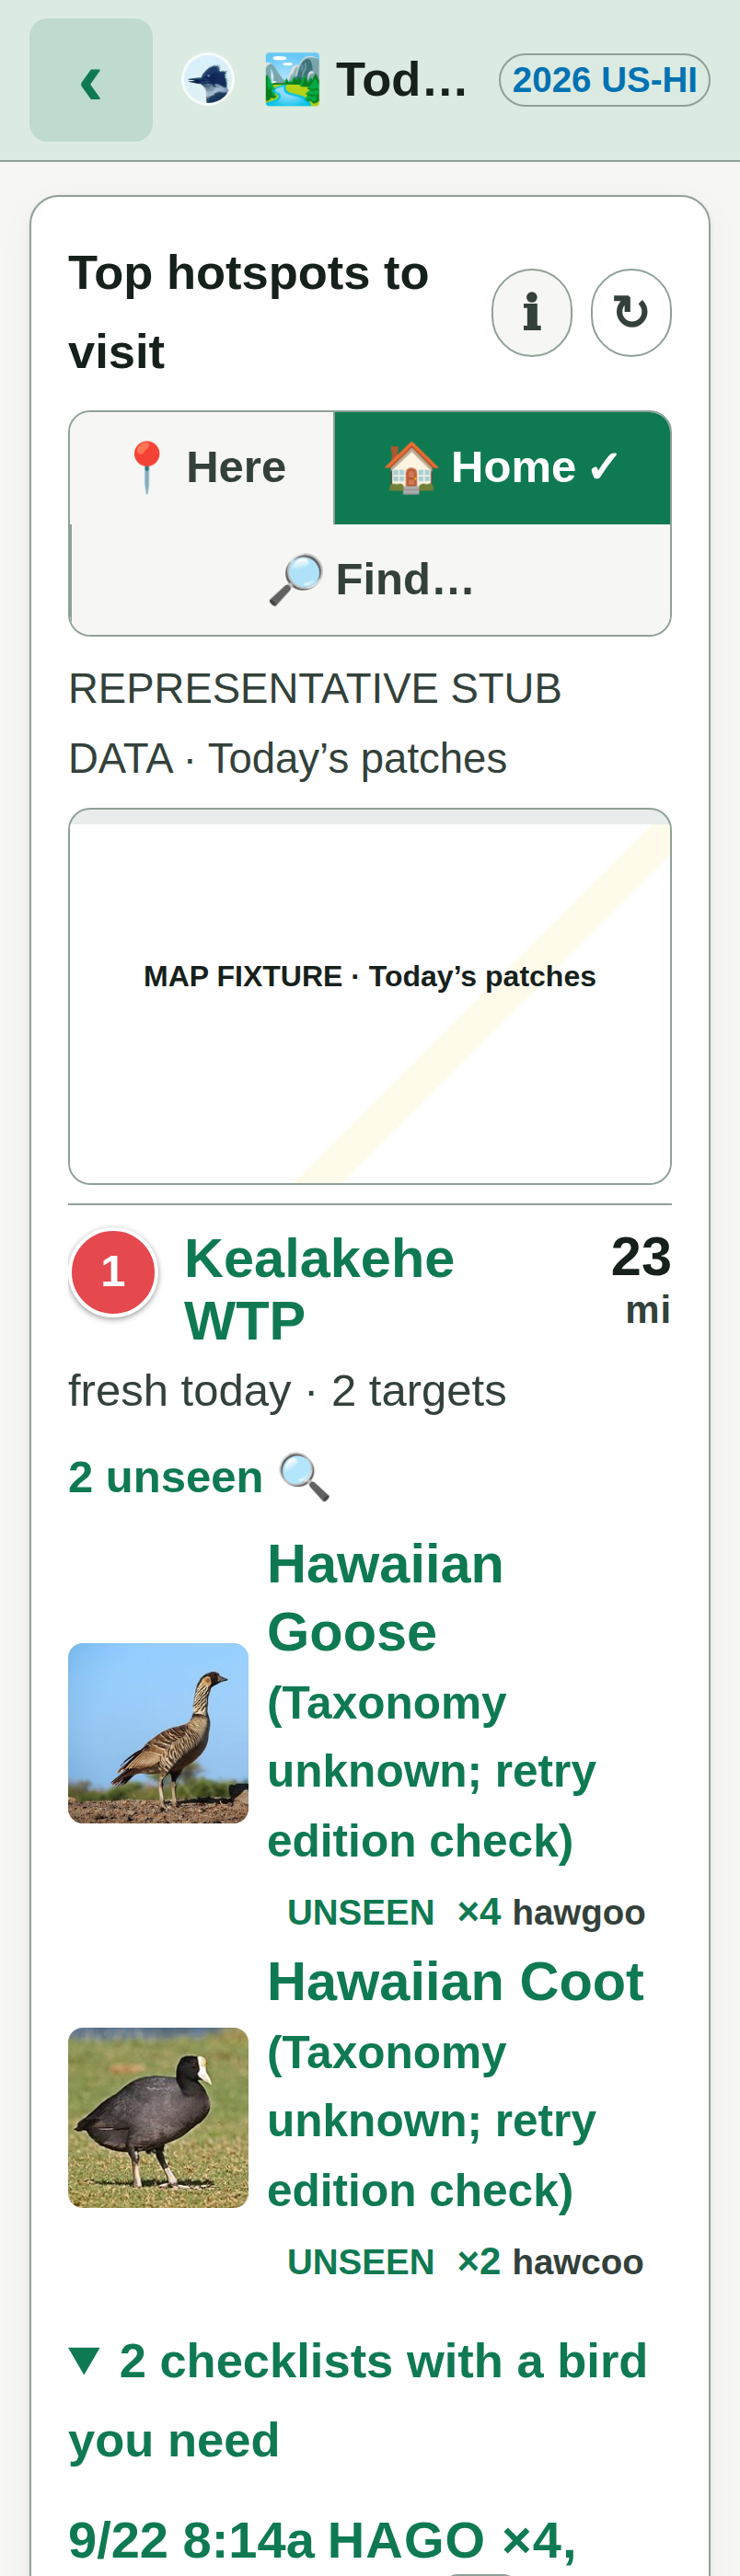 ‹ Tod… 2026 US-HI
Top hotspots to
visit
ℹ ↻
📍 Here
🏠 Home ✓
🔎 Find…
REPRESENTATIVE STUB
DATA · Today’s patches
MAP FIXTURE · Today’s patches
1 Kealakehe 23
WTP mi
fresh today · 2 targets
2 unseen 🔍
Hawaiian
Goose
(Taxonomy
unknown; retry
edition check)
UNSEEN ×4 hawgoo
Hawaiian Coot
(Taxonomy
unknown; retry
edition check)
UNSEEN ×2 hawcoo
▼ 2 checklists with a bird
you need
9/22 8:14a HAGO ×4,